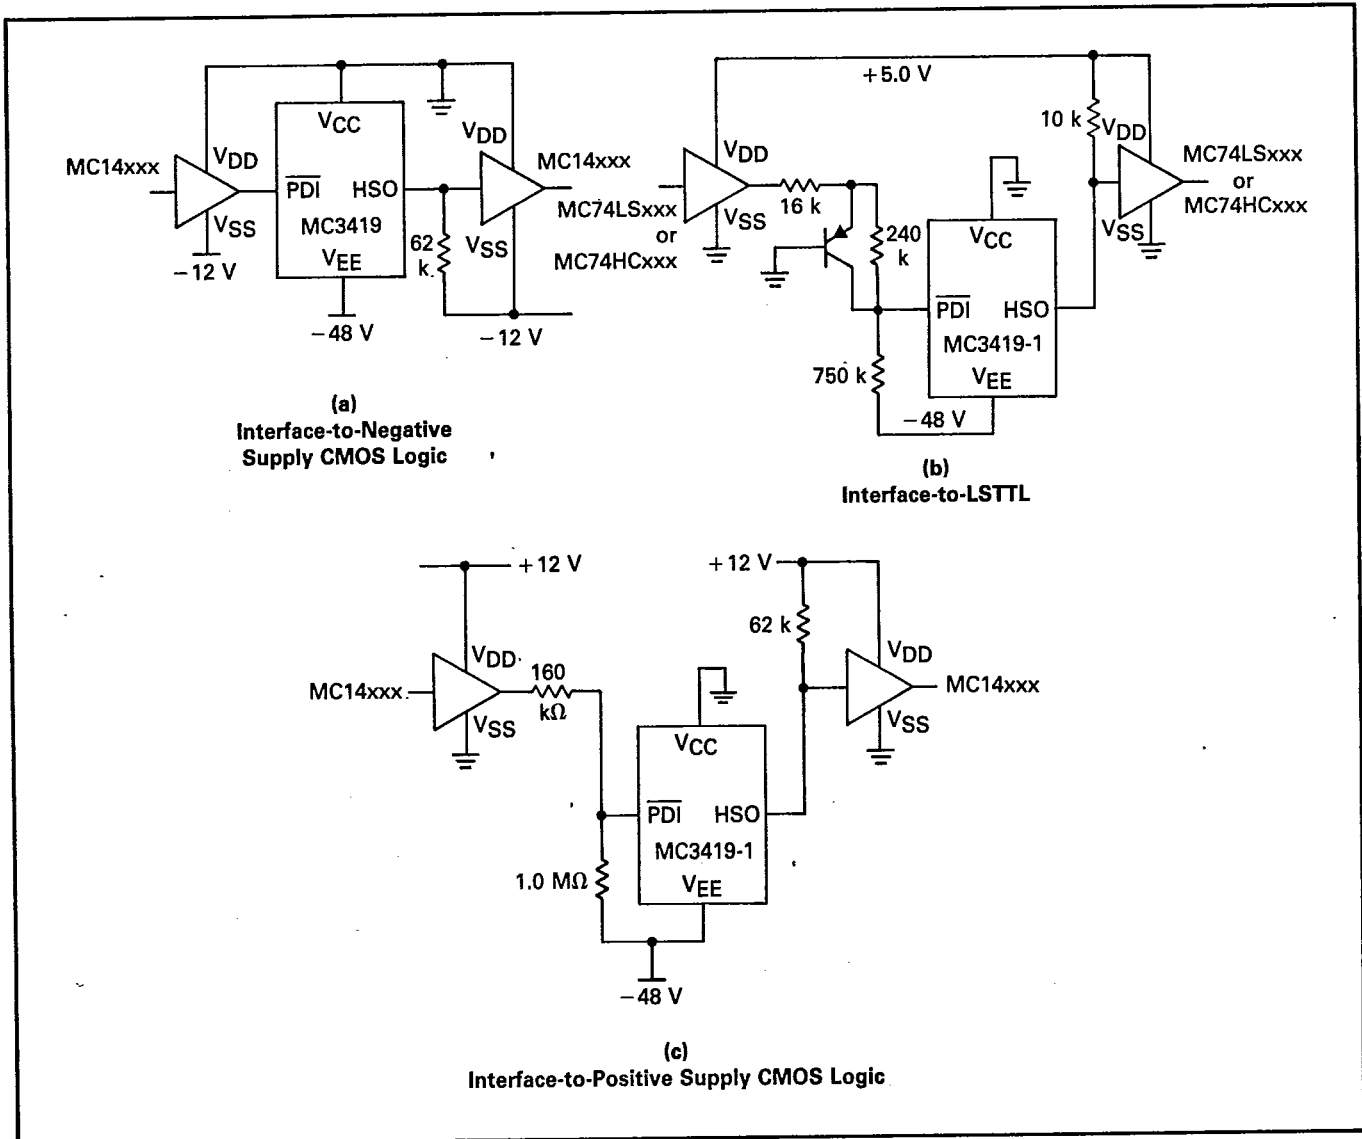 MC14xxx
VDD
VSS
−12 V
VCC
PDI HSO
MC3419
VEE
−48 V
62
k
VDD
VSS
MC14xxx
−12 V
(a)
Interface-to-Negative
Supply CMOS Logic
+5.0 V
MC74LSxxx
or
MC74HCxxx
VDD
VSS
16 k
240
k
750 k
VCC
PDI HSO
MC3419-1
VEE
−48 V
10 k
VDD
VSS
MC74LSxxx
or
MC74HCxxx
(b)
Interface-to-LSTTL
+12 V
MC14xxx
VDD
VSS
160
kΩ
1.0 MΩ
VCC
PDI HSO
MC3419-1
VEE
−48 V
+12 V
62 k
VDD
VSS
MC14xxx
(c)
Interface-to-Positive Supply CMOS Logic